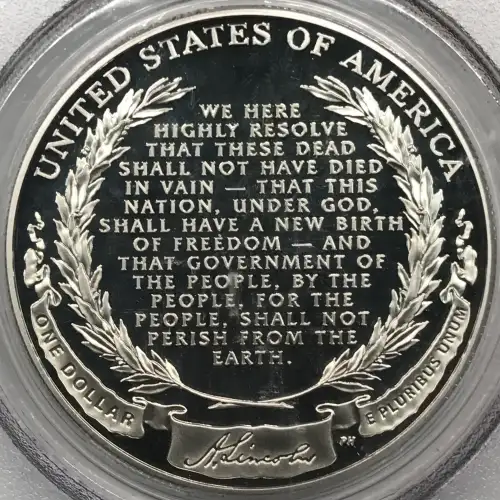 UNITED STATES OF AMERICA
WE HERE
HIGHLY RESOLVE
THAT THESE DEAD
SHALL NOT HAVE DIED
IN VAIN — THAT THIS
NATION, UNDER GOD,
SHALL HAVE A NEW BIRTH
OF FREEDOM — AND
THAT GOVERNMENT OF
THE PEOPLE, BY THE
PEOPLE, FOR THE
PEOPLE, SHALL NOT
PERISH FROM THE
EARTH.
ONE DOLLAR
A. Lincoln
PH
E PLURIBUS UNUM